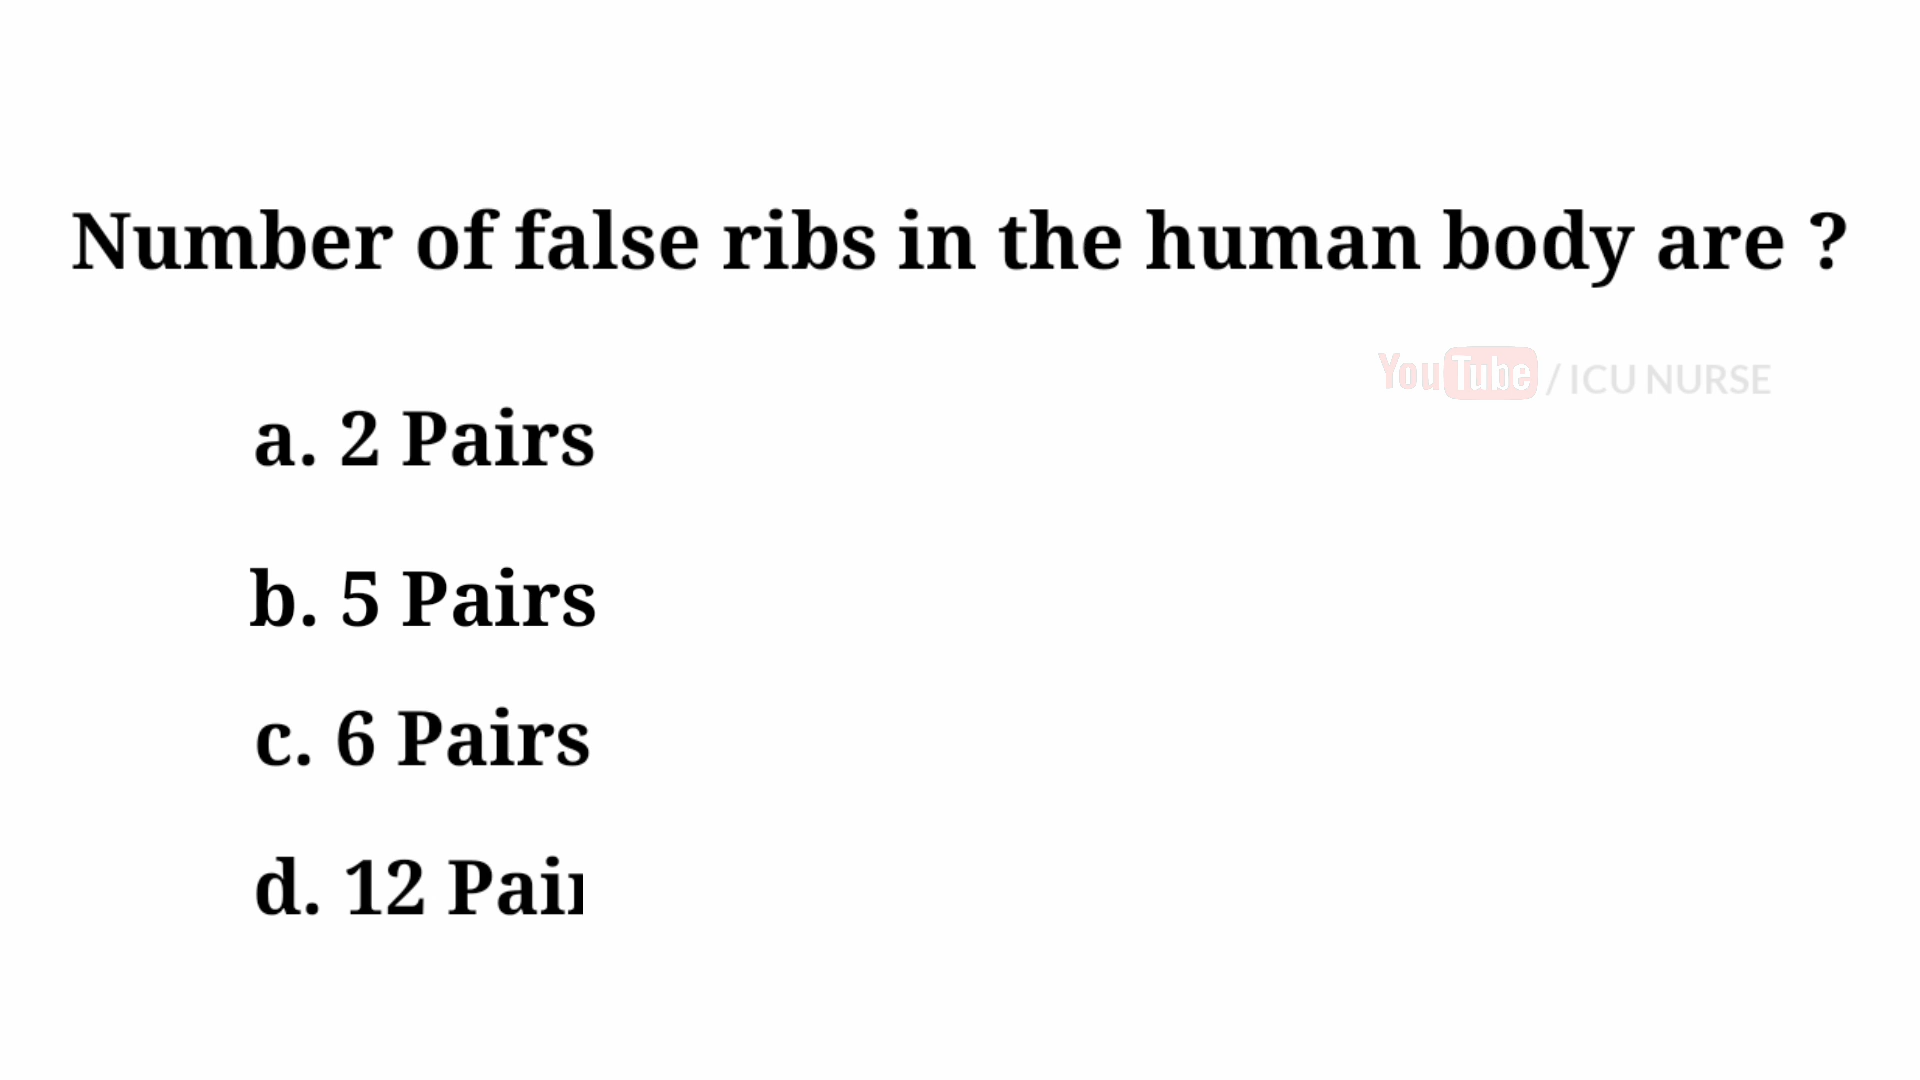 Number of false ribs in the human body are ?
YouTube / ICU NURSE
a. 2 Pairs
b. 5 Pairs
c. 6 Pairs
d. 12 Pair